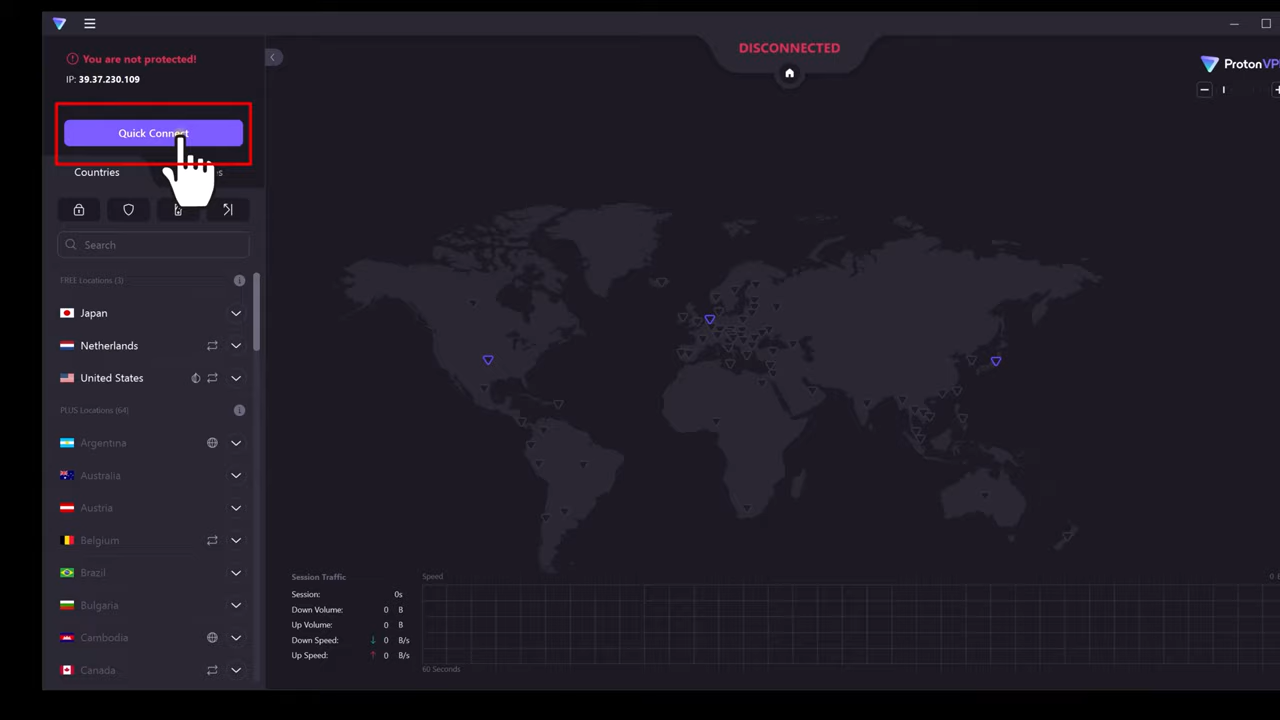 You are not protected!
IP: 39.37.230.109
DISCONNECTED
Quick Connect
Countries
Search
FREE Locations (3)
Japan
Netherlands
United States
PLUS Locations (64)
Argentina
Australia
Austria
Belgium
Brazil
Bulgaria
Cambodia
Canada
ProtonVP
Session Traffic
Session: 0s
Down Volume: 0 B
Up Volume: 0 B
Down Speed: 0 B/s
Up Speed: 0 B/s
Speed
60 Seconds